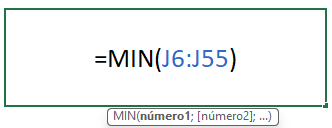 =MIN(J6:J55)
MIN(número1; [número2]; ...)